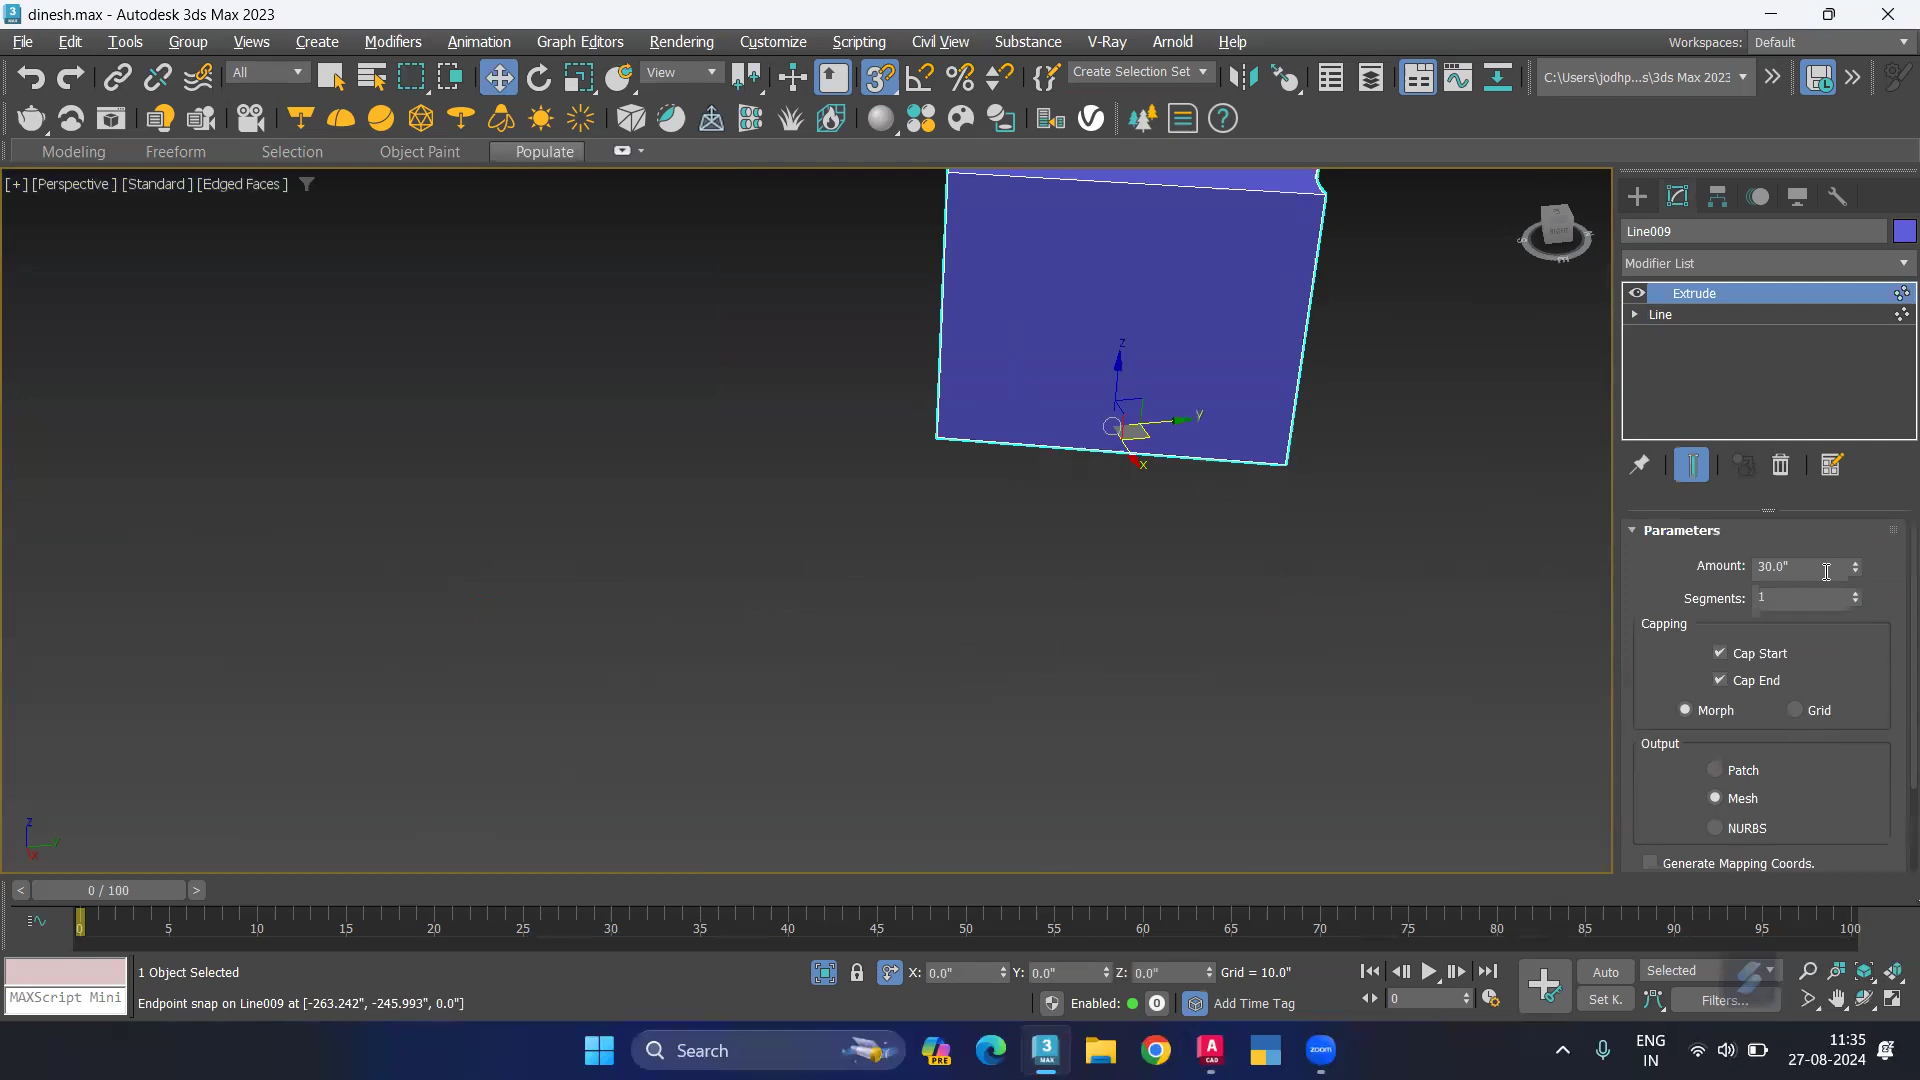 dinesh.max - Autodesk 3ds Max 2023
File Edit Tools Group Views Create Modifiers Animation Graph Editors Rendering Customize Scripting Civil View Substance V-Ray Arnold Help Workspaces: Default
All View Create Selection Set C:\Users\jodhp...s\3ds Max 2023
Modeling Freeform Selection Object Paint Populate
[+] [Perspective ] [Standard ] [Edged Faces ]
Line009
Modifier List
Extrude
Line
Parameters
Amount: 30.0"
Segments: 1
Capping
Cap Start
Cap End
Morph Grid
Output
Patch
Mesh
NURBS
Generate Mapping Coords.
z
y
x
z
y
x
RIGHT
< 0 / 100 >
0 5 10 15 20 25 30 35 40 45 50 55 60 65 70 75 80 85 90 95 100
1 Object Selected X: 0.0" Y: 0.0" Z: 0.0" Grid = 10.0" Auto Selected
MAXScript Mini Endpoint snap on Line009 at [-263.242", -245.993", 0.0"] Enabled: 0 Add Time Tag 0 Set K. Filters...
Search PRE 3 MAX A CAD zoom ENG IN 11:35 27-08-2024